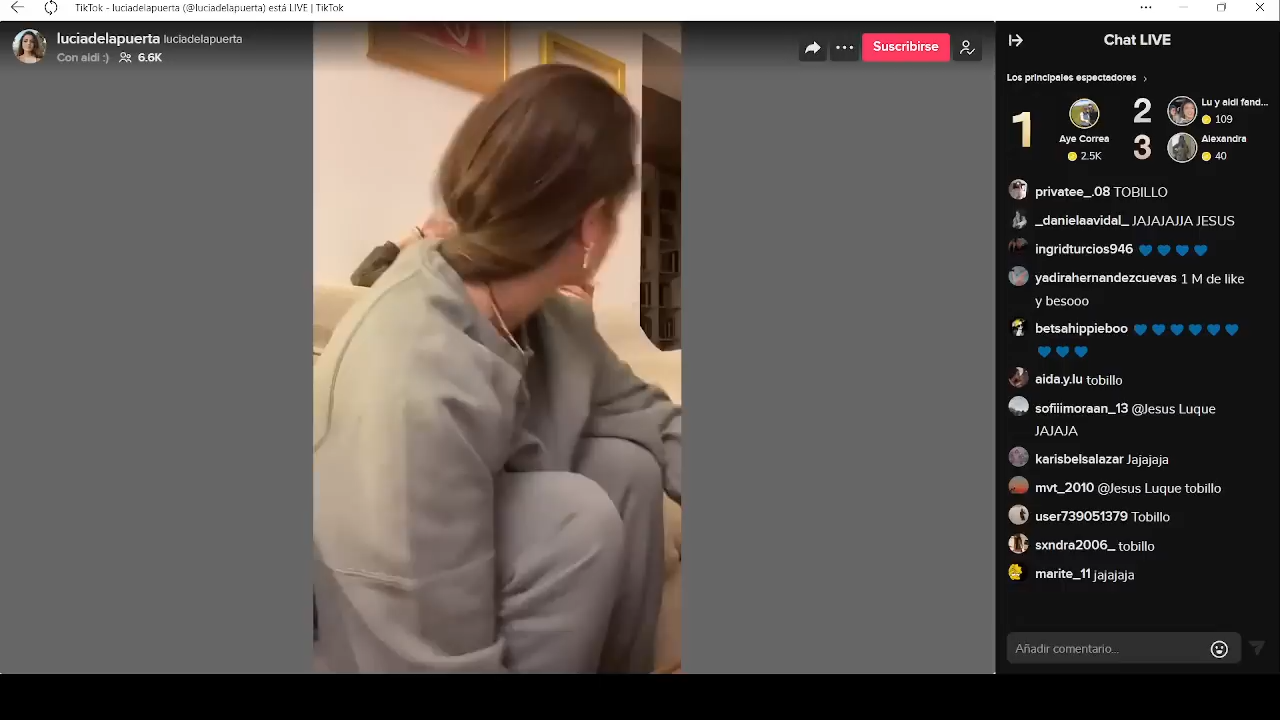 TikTok - luciadelapuerta (@luciadelapuerta) está LIVE | TikTok
luciadelapuerta luciadelapuerta
Con aidi :) 6.6K
Suscribirse
Chat LIVE
Los principales espectadores
1
Aye Correa
2.5K
2
Lu y aidi fand...
109
3
Alexandra
40
privatee_.08 TOBILLO
_danielaavidal_ JAJAJAJJA JESUS
ingridturcios946
yadirahernandezcuevas 1 M de like
y besooo
betsahippieboo
aida.y.lu tobillo
sofiiimoraan_13 @Jesus Luque
JAJAJA
karisbelsalazar Jajajaja
mvt_2010 @Jesus Luque tobillo
user739051379 Tobillo
sxndra2006_ tobillo
marite_11 jajajaja
Añadir comentario...